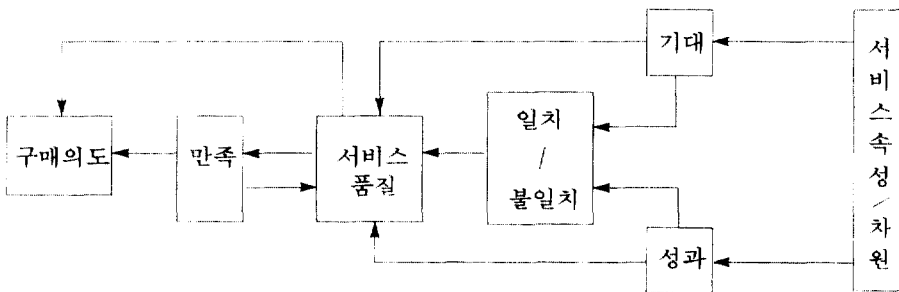 구매의도
만족
서비스
품질
일치
/
불일치
기대
성과
서
비
스
속
성
/
차
원